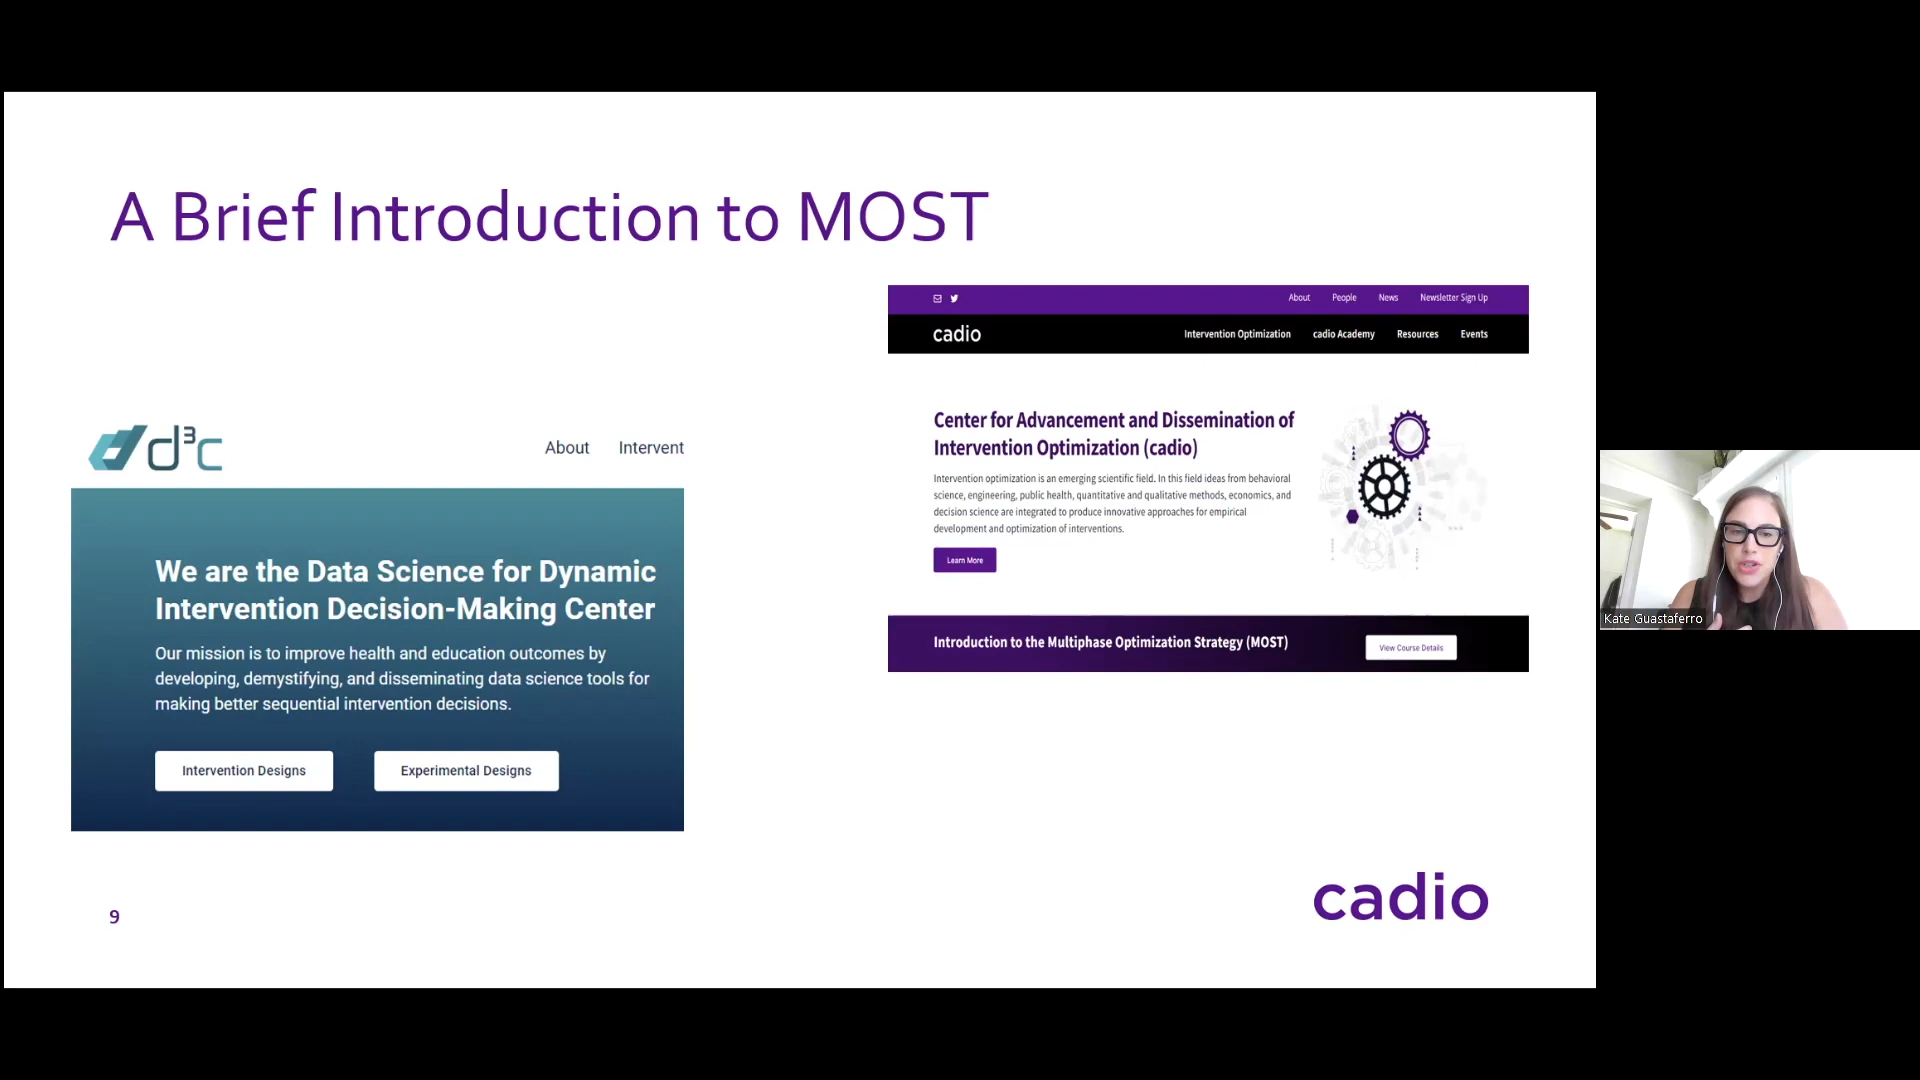 A Brief Introduction to MOST
d³c
About Intervent
We are the Data Science for Dynamic
Intervention Decision-Making Center
Our mission is to improve health and education outcomes by
developing, demystifying, and disseminating data science tools for
making better sequential intervention decisions.
Intervention Designs Experimental Designs
About People News Newsletter Sign Up
cadio Intervention Optimization cadio Academy Resources Events
Center for Advancement and Dissemination of
Intervention Optimization (cadio)
Intervention optimization is an emerging scientific field. In this field ideas from behavioral
science, engineering, public health, quantitative and qualitative methods, economics, and
decision science are integrated to produce innovative approaches for empirical
development and optimization of interventions.
Learn More
Introduction to the Multiphase Optimization Strategy (MOST) View Course Details
Kate Guastaferro
9
cadio